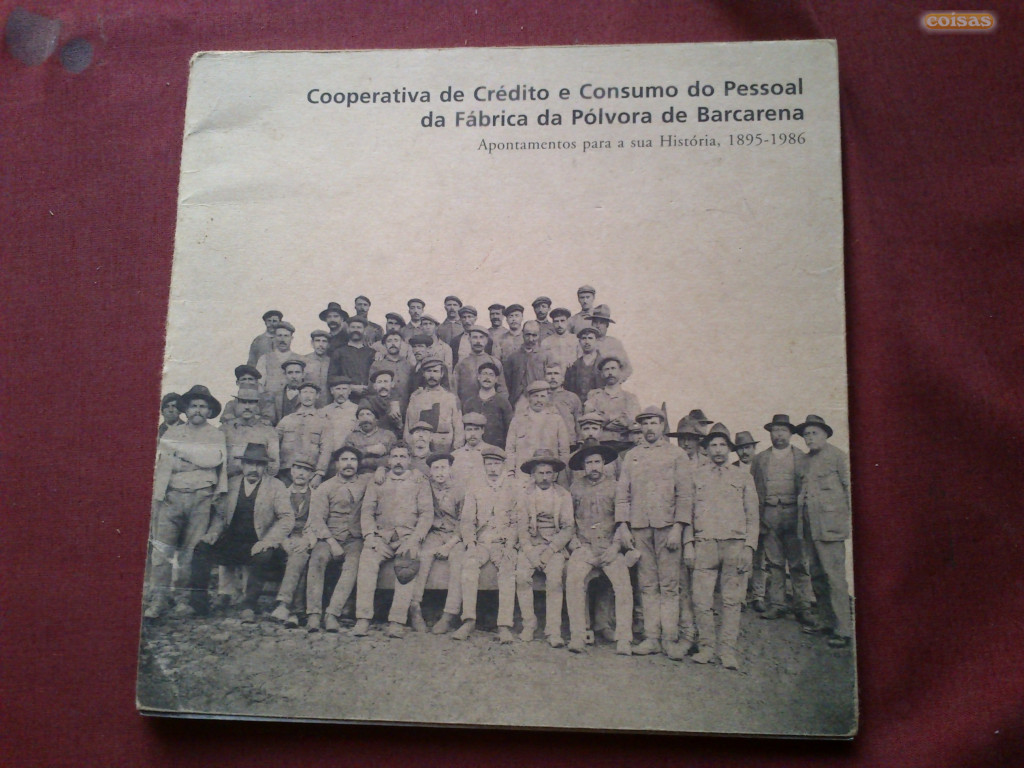 coisas
Cooperativa de Crédito e Consumo do Pessoal
da Fábrica da Pólvora de Barcarena
Apontamentos para a sua História, 1895-1986